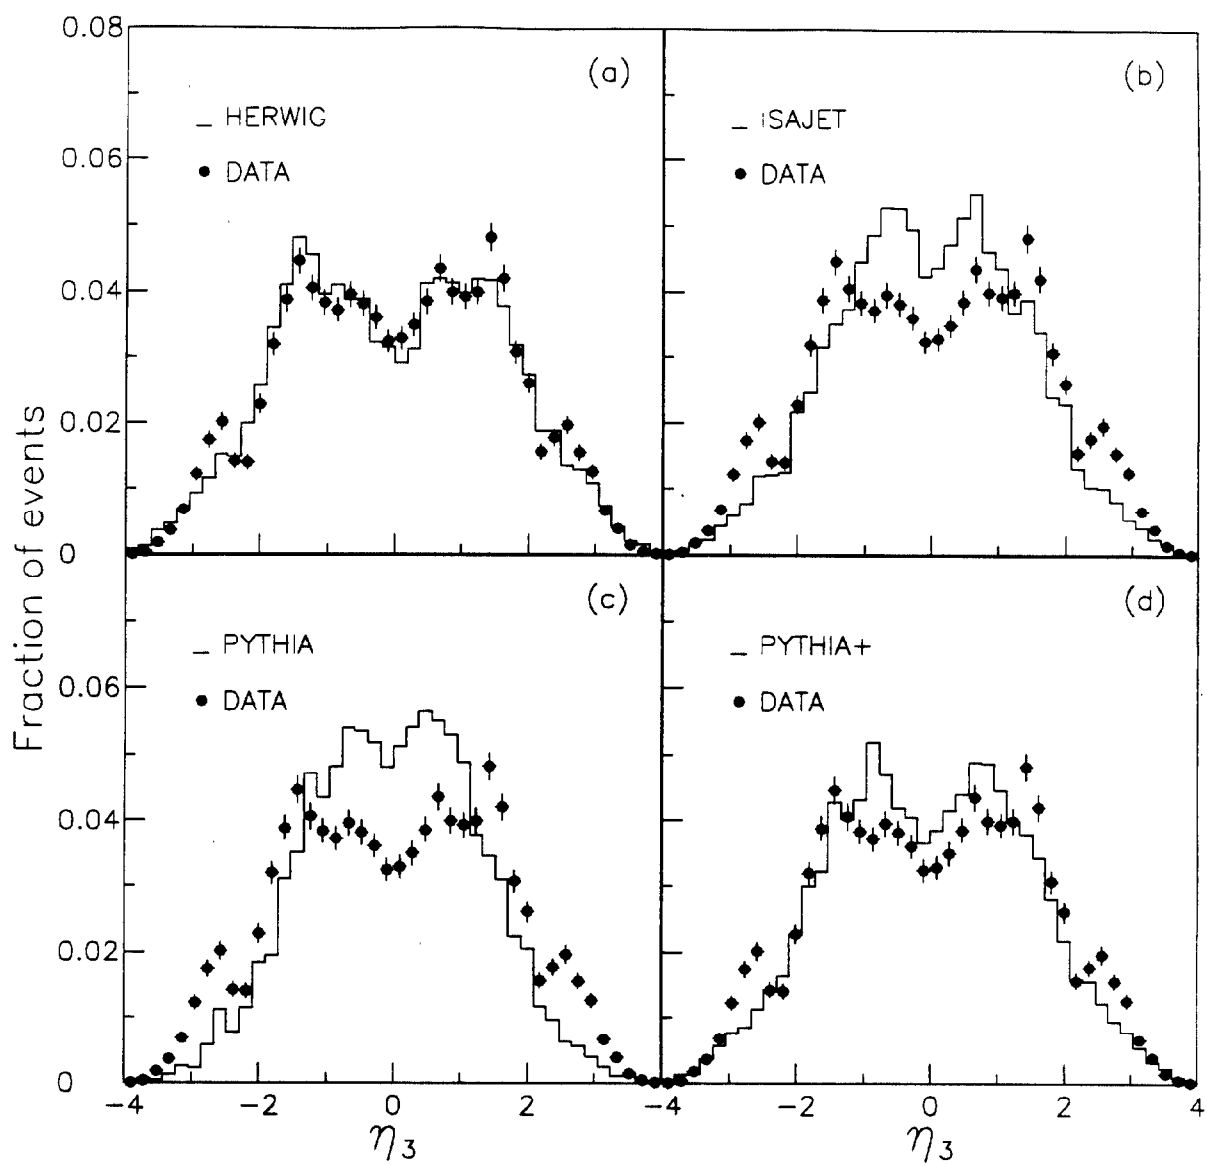 0.08
(a)
HERWIG
DATA
0.06
0.04
0.02
0
(b)
ISAJET
DATA
Fraction of events
(c)
PYTHIA
DATA
0.06
0.04
0.02
0
(d)
PYTHIA+
DATA
−4 −2 0 2 −4 −2 0 2 4
η3 η3